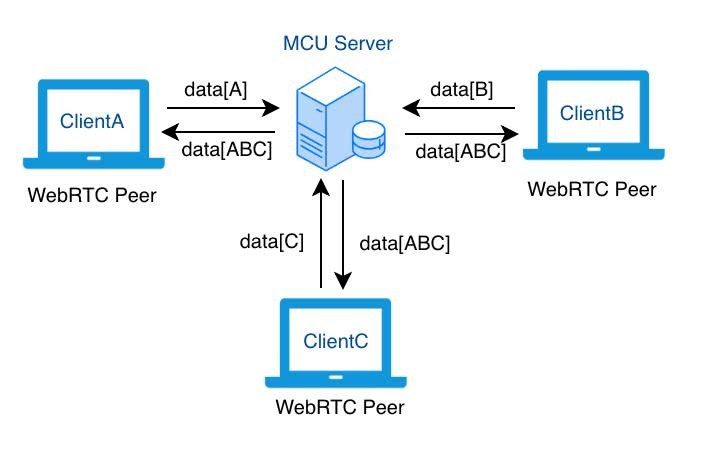 MCU Server
ClientA
data[A]
data[ABC]
WebRTC Peer
data[B]
data[ABC]
ClientB
WebRTC Peer
data[C]
data[ABC]
ClientC
WebRTC Peer